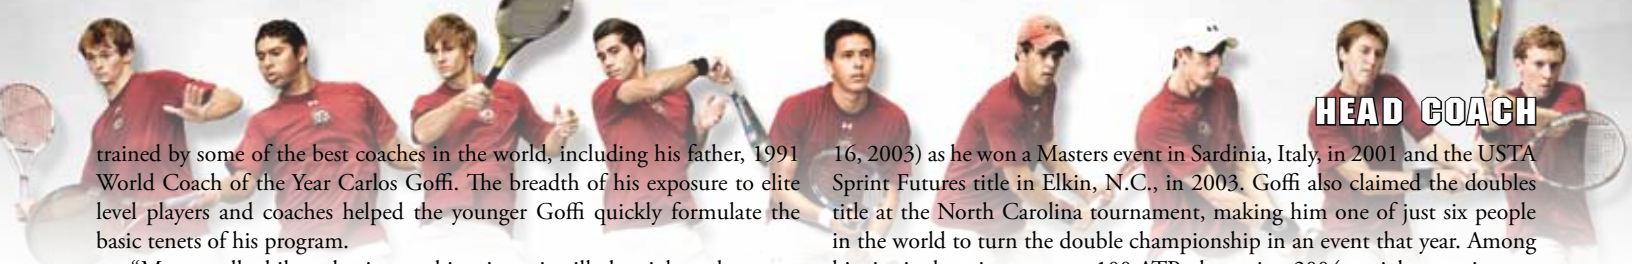 HEAD COACH
trained by some of the best coaches in the world, including his father, 1991
World Coach of the Year Carlos Goffi. The breadth of his exposure to elite
level players and coaches helped the younger Goffi quickly formulate the
basic tenets of his program.
16, 2003) as he won a Masters event in Sardinia, Italy, in 2001 and the USTA
Sprint Futures title in Elkin, N.C., in 2003. Goffi also claimed the doubles
title at the North Carolina tournament, making him one of just six people
in the world to turn the double championship in an event that year. Among